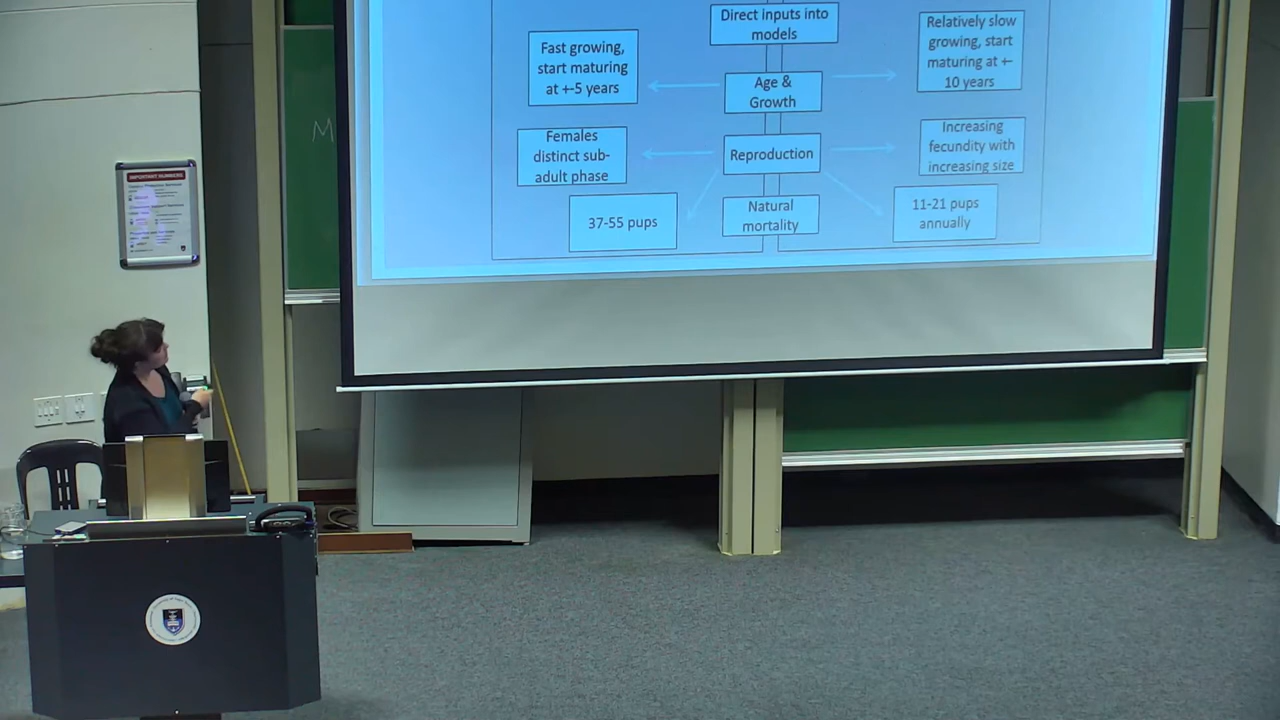 Direct inputs into
models
Fast growing,
start maturing
at +-5 years
Age &
Growth
Relatively slow
growing, start
maturing at +-
10 years
Females
distinct sub-
adult phase
Reproduction
Increasing
fecundity with
increasing size
37-55 pups
Natural
mortality
11-21 pups
annually
M
IMPORTANT NUMBERS